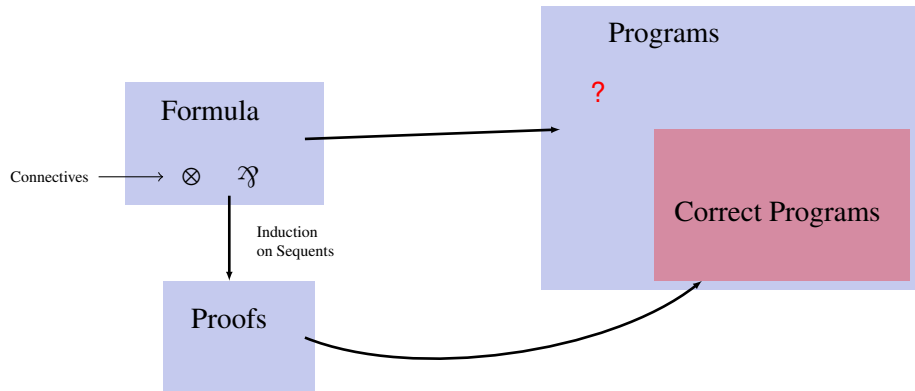 Programs
?
Formula
Connectives
⊗ ⅋
Correct Programs
Induction
on Sequents
Proofs